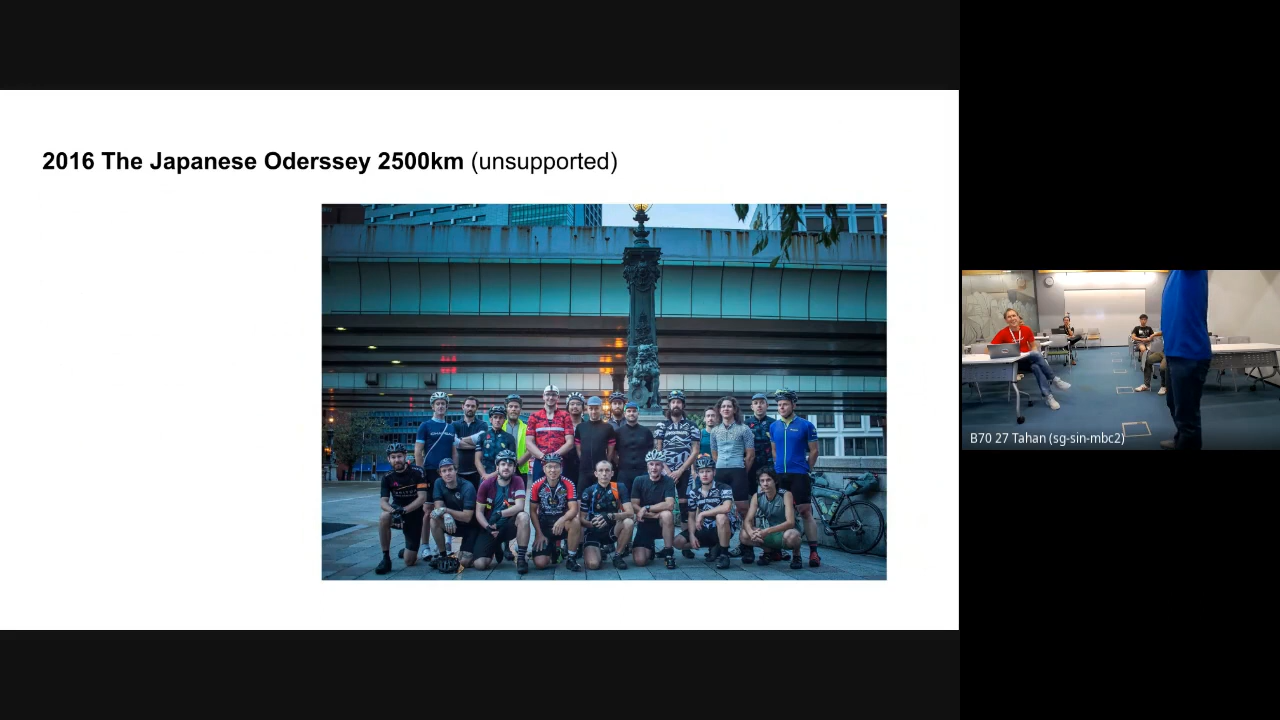 2016 The Japanese Oderssey 2500km (unsupported)
B70 27 Tahan (sg-sin-mbc2)